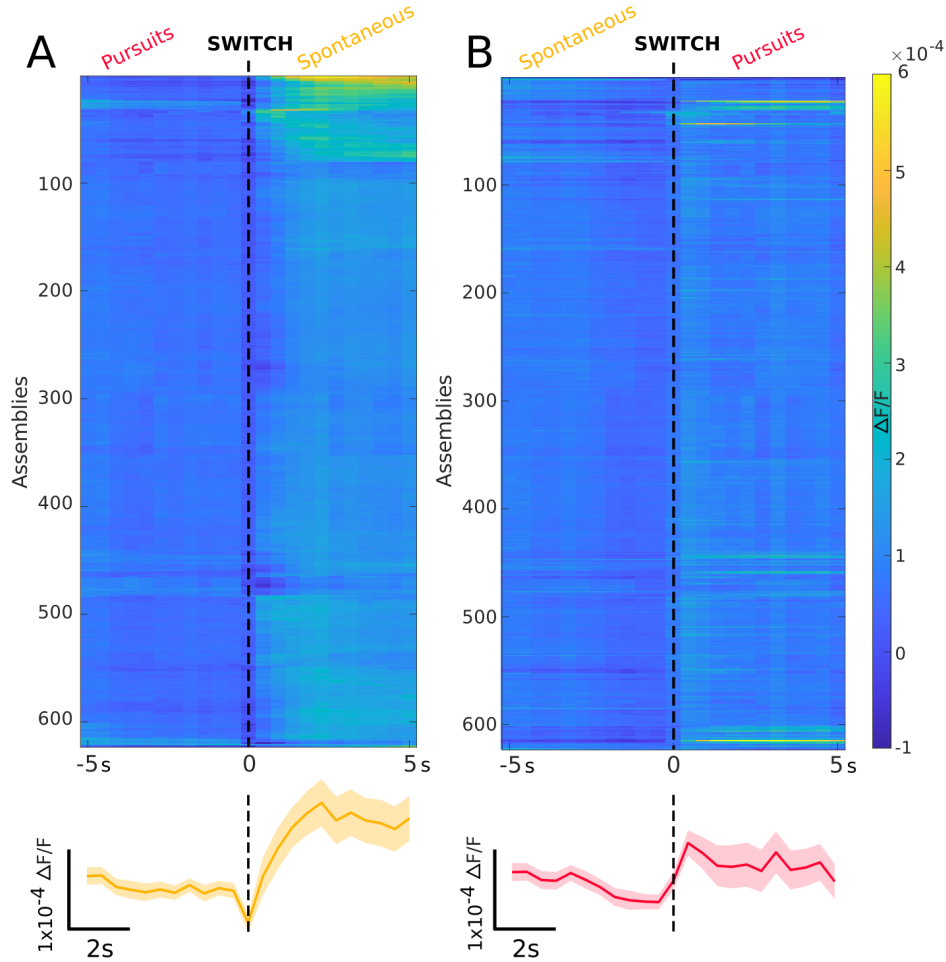 A
Pursuits
SWITCH
Spontaneous
B
Spontaneous
SWITCH
Pursuits
×10⁻⁴
Assemblies
100
200
300
400
500
600
-5 s
0
5 s
Assemblies
100
200
300
400
500
600
-5 s
0
5 s
6
5
4
3
2
1
0
-1
ΔF/F
1x10⁻⁴ ΔF/F
2s
1x10⁻⁴ ΔF/F
2s